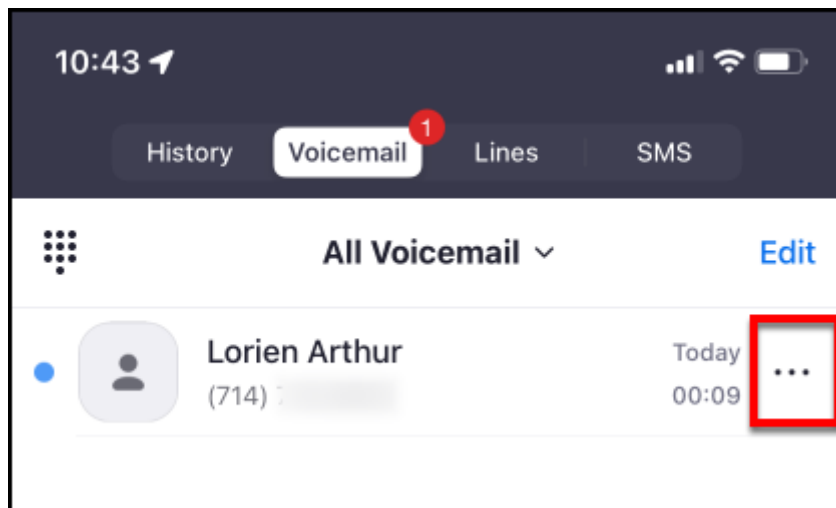 10:43
History Voicemail 1 Lines SMS
All Voicemail Edit
Lorien Arthur Today
(714) 00:09